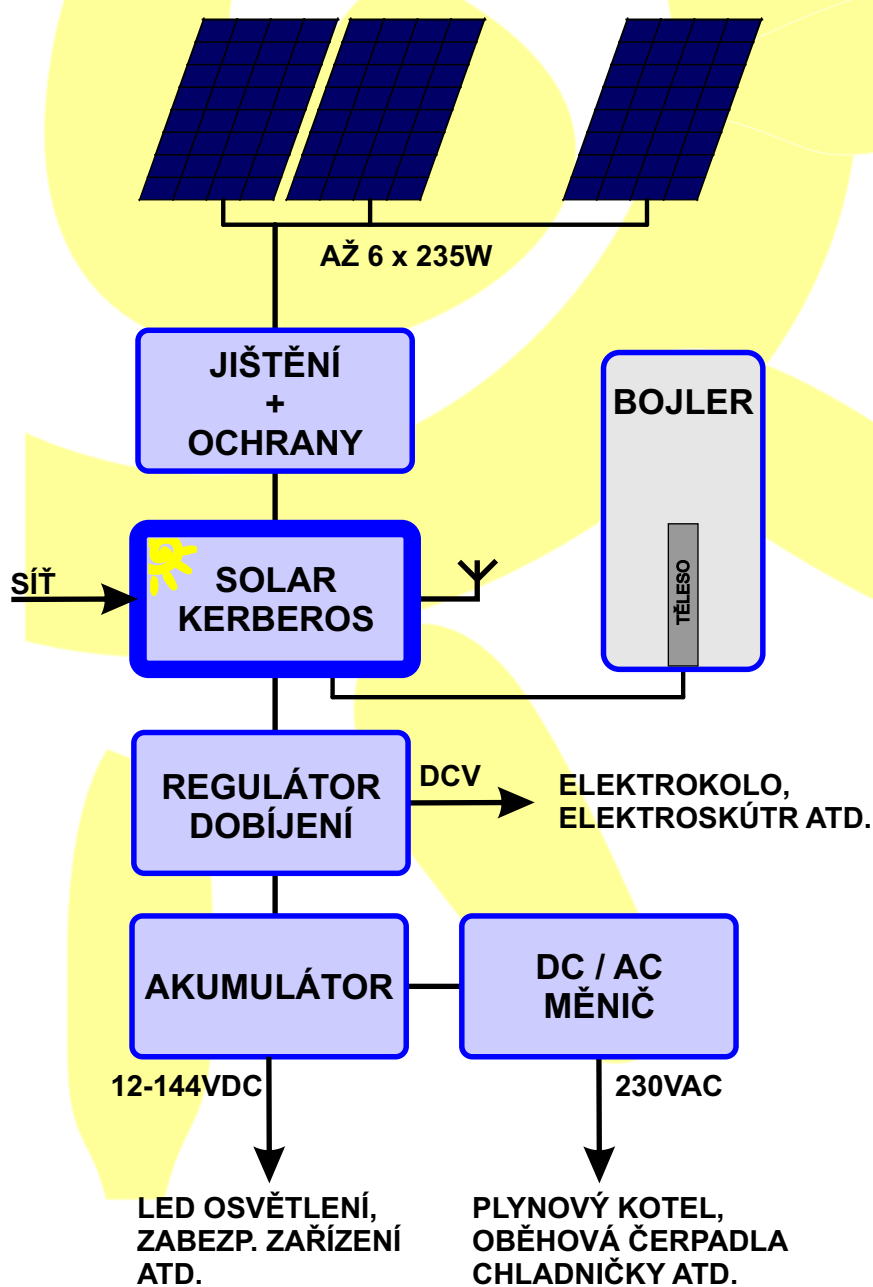 AŽ 6 x 235W
JIŠTĚNÍ
+
OCHRANY
BOJLER
TĚLESO
SÍŤ
SOLAR
KERBEROS
REGULÁTOR
DOBÍJENÍ
DCV
ELEKTROKOLO,
ELEKTROSKÚTR ATD.
AKUMULÁTOR
DC / AC
MĚNIČ
12-144VDC
230VAC
LED OSVĚTLENÍ,
ZABEZP. ZAŘÍZENÍ
ATD.
PLYNOVÝ KOTEL,
OBĚHOVÁ ČERPADLA
CHLADNIČKY ATD.